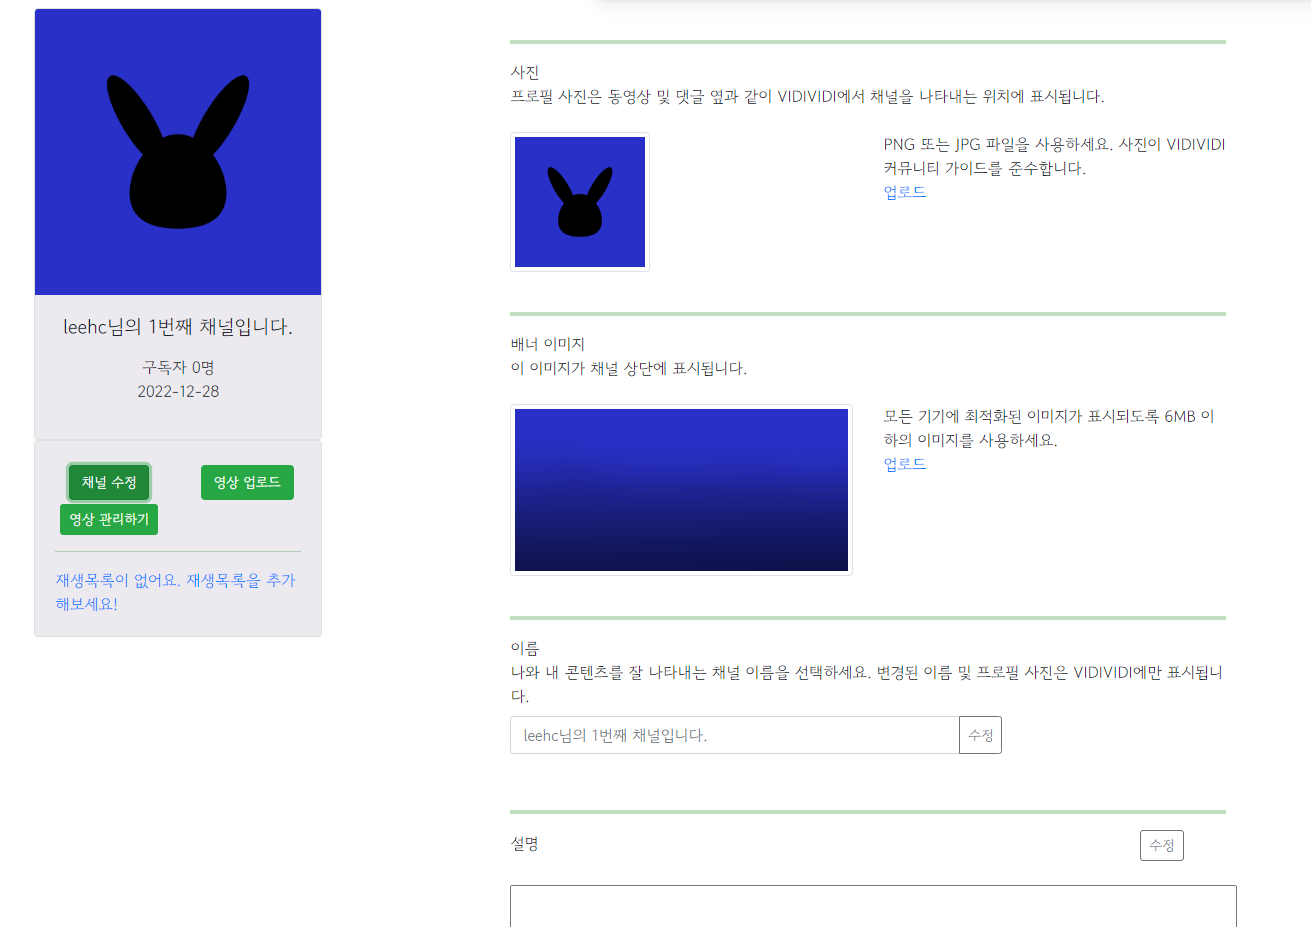 leehc님의 1번째 채널입니다.
구독자 0명
2022-12-28
채널 수정
영상 업로드
영상 관리하기
재생목록이 없어요. 재생목록을 추가
해보세요!
사진
프로필 사진은 동영상 및 댓글 옆과 같이 VIDIVIDI에서 채널을 나타내는 위치에 표시됩니다.
PNG 또는 JPG 파일을 사용하세요. 사진이 VIDIVIDI
커뮤니티 가이드를 준수합니다.
업로드
배너 이미지
이 이미지가 채널 상단에 표시됩니다.
모든 기기에 최적화된 이미지가 표시되도록 6MB 이
하의 이미지를 사용하세요.
업로드
이름
나와 내 콘텐츠를 잘 나타내는 채널 이름을 선택하세요. 변경된 이름 및 프로필 사진은 VIDIVIDI에만 표시됩니
다.
leehc님의 1번째 채널입니다.
수정
설명
수정